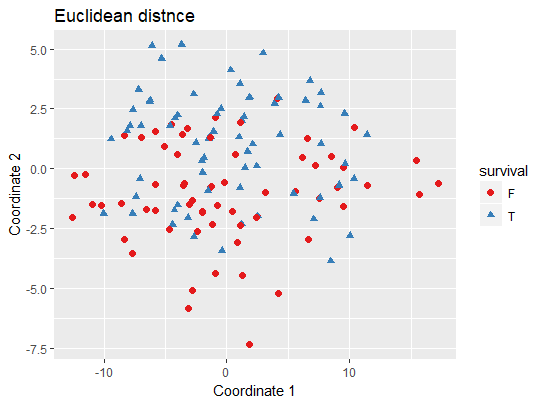 Euclidean distnce
5.0
2.5
0.0
-2.5
-5.0
-7.5
Coordinate 2
-10
0
10
Coordinate 1
survival
F
T